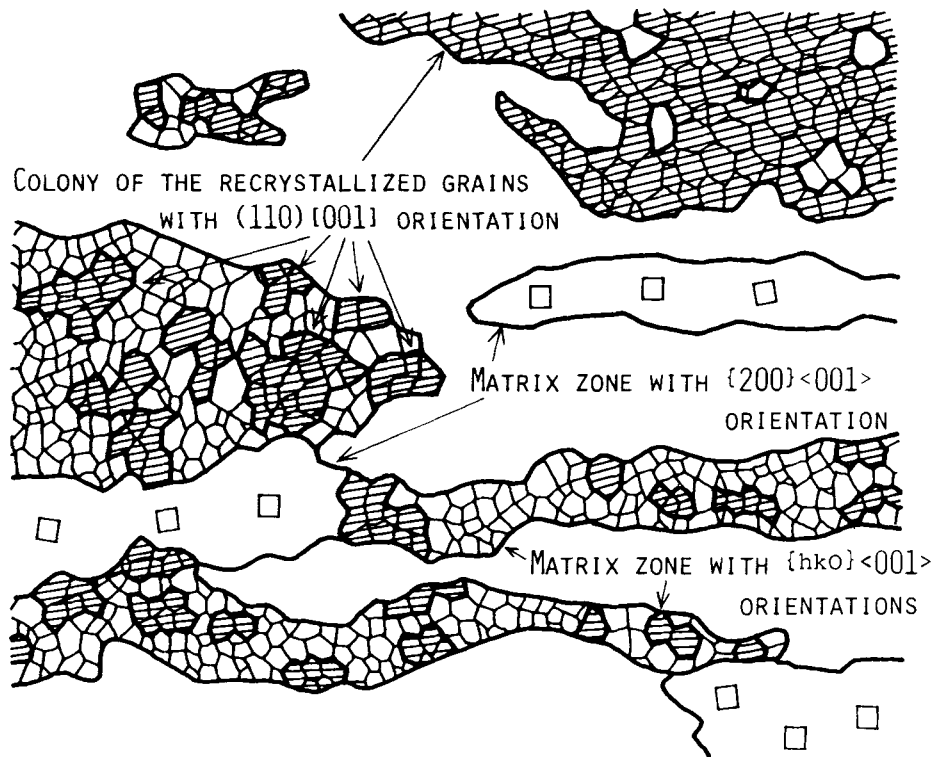 COLONY OF THE RECRYSTALLIZED GRAINS
WITH (110)[001] ORIENTATION
MATRIX ZONE WITH {200}<001>
ORIENTATION
MATRIX ZONE WITH {hk0}<001>
ORIENTATIONS